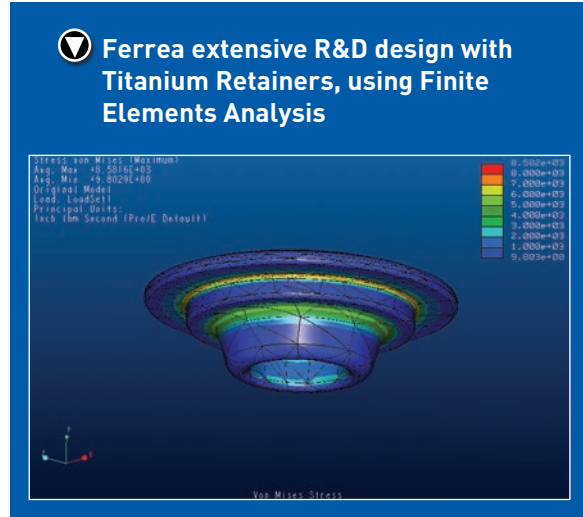 Ferrea extensive R&D design with
Titanium Retainers, using Finite
Elements Analysis
Stress von Mises (Maximum)
Avg. Max +8.5816E+03
Avg. Min +9.8029E+00
Original Model
Load: LoadSet1
Principal Units:
Inch lbm Second (Pro/E Default)
8.582e+03
8.000e+03
7.000e+03
6.000e+03
5.000e+03
4.000e+03
3.000e+03
2.000e+03
1.000e+03
9.803e+00
Von Mises Stress